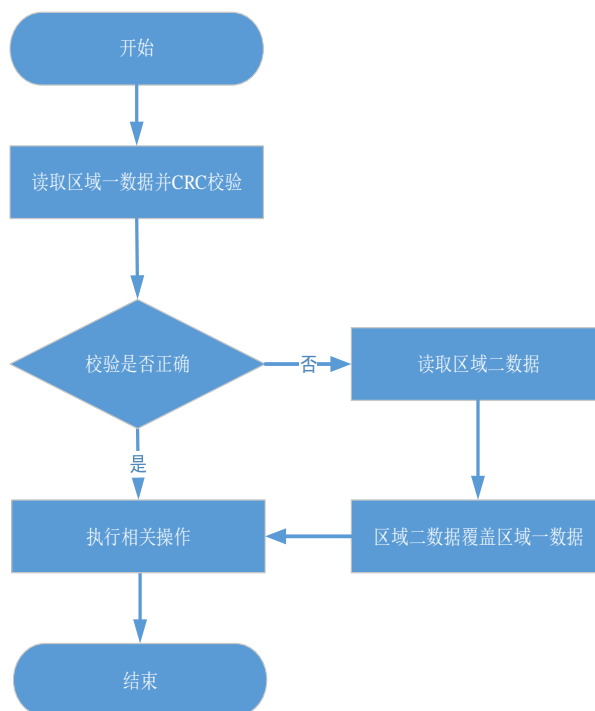 开始
读取区域一数据并CRC校验
校验是否正确
否
读取区域二数据
是
执行相关操作
区域二数据覆盖区域一数据
结束